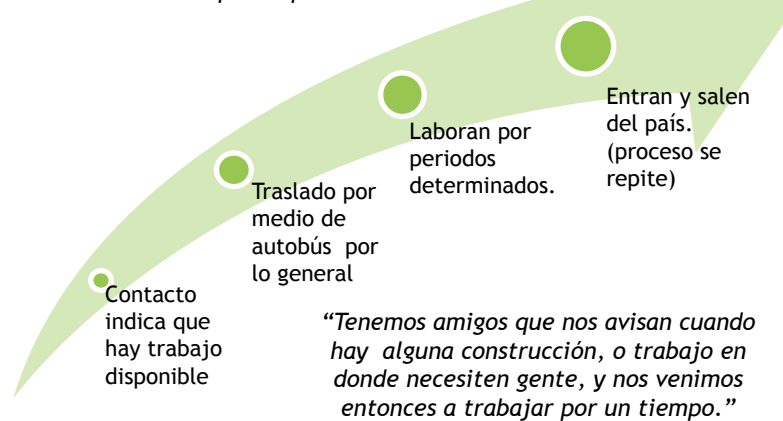 Entran y salen
del país.
(proceso se
repite)
Laboran por
periodos
determinados.
Traslado por
medio de
autobús por
lo general
Contacto
indica que
hay trabajo
disponible
“Tenemos amigos que nos avisan cuando
hay alguna construcción, o trabajo en
donde necesiten gente, y nos venimos
entonces a trabajar por un tiempo.”